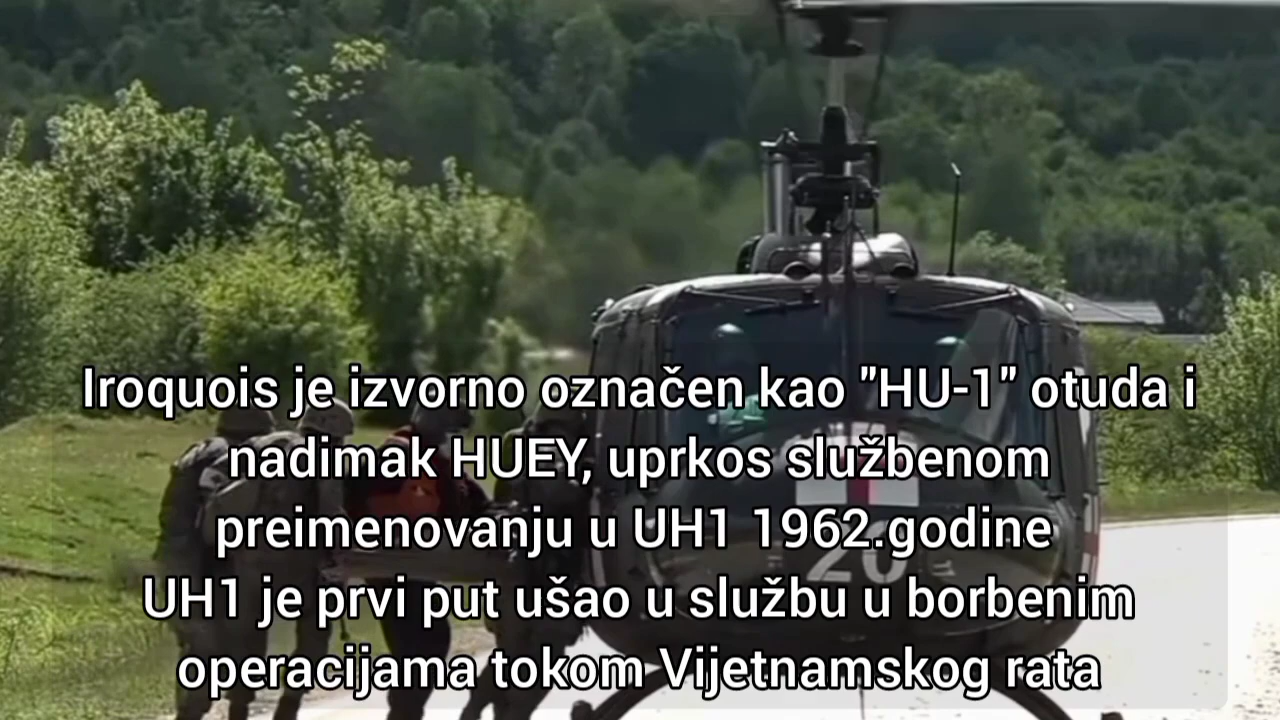 Iroquois je izvorno označen kao "HU-1" otuda i
nadimak HUEY, uprkos službenom
preimenovanju u UH1 1962.godine
UH1 je prvi put ušao u službu u borbenim
operacijama tokom Vijetnamskog rata
20